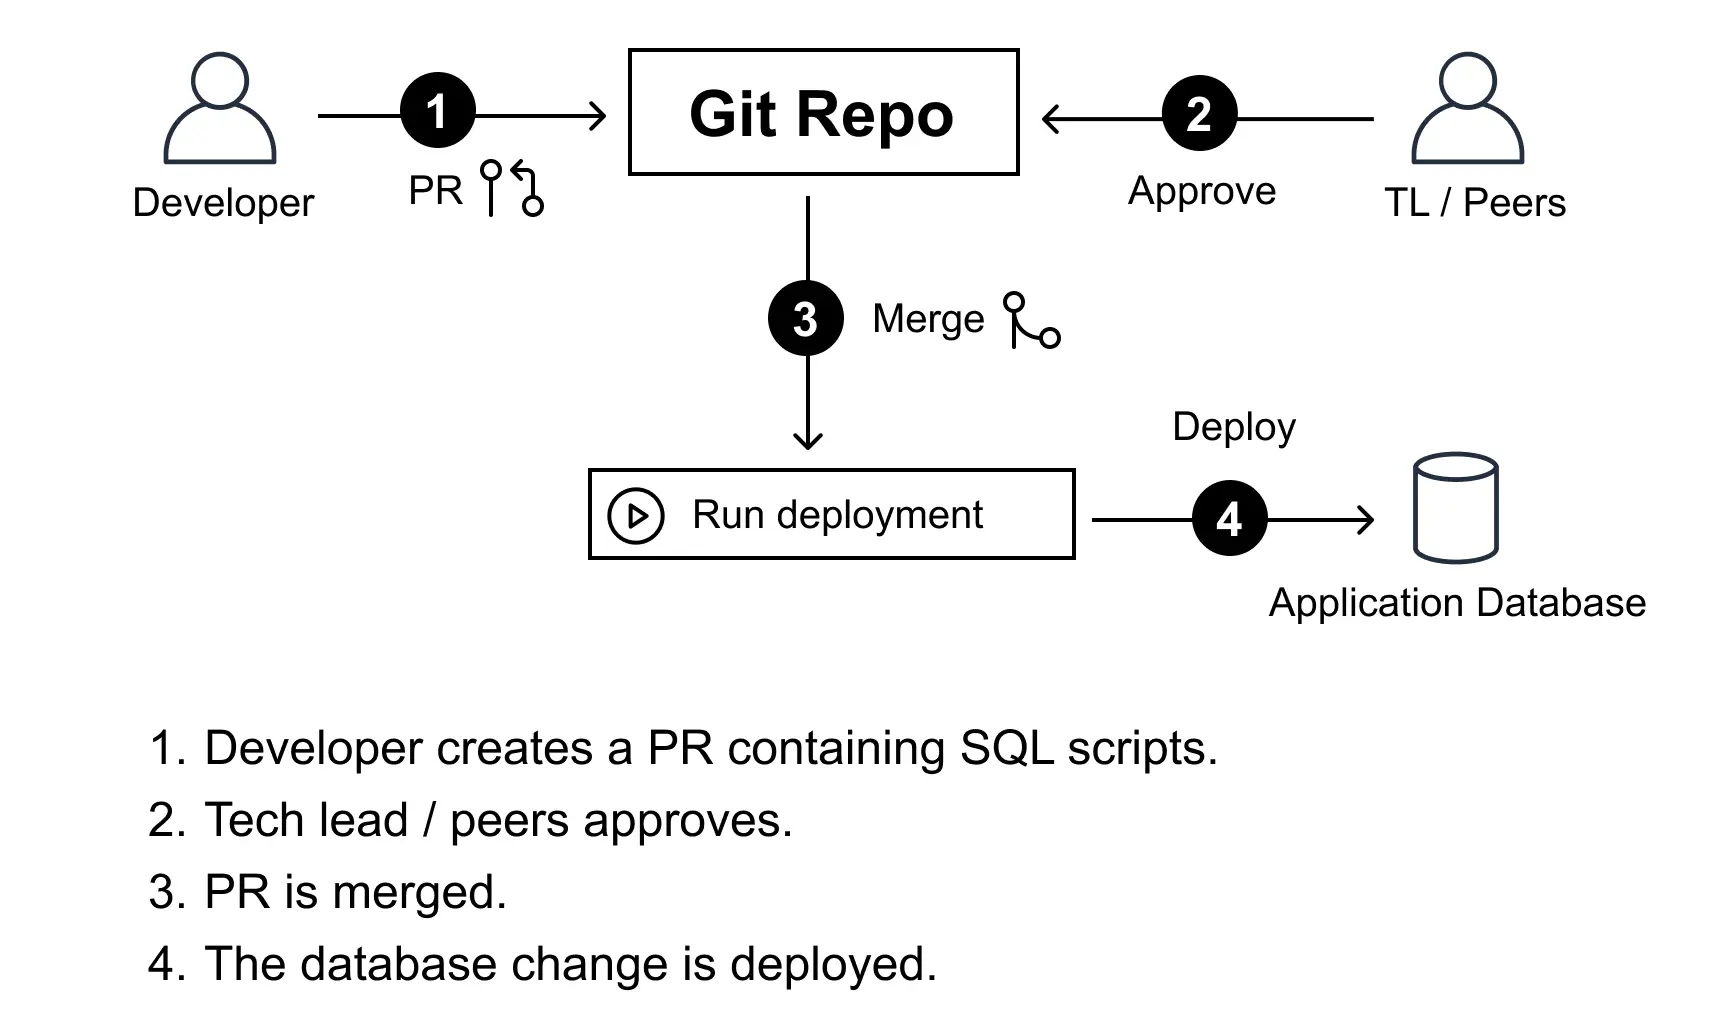 1
Git Repo
2
PR
Approve
Developer
TL / Peers
3
Merge
Deploy
Run deployment
4
Application Database
1. Developer creates a PR containing SQL scripts.
2. Tech lead / peers approves.
3. PR is merged.
4. The database change is deployed.